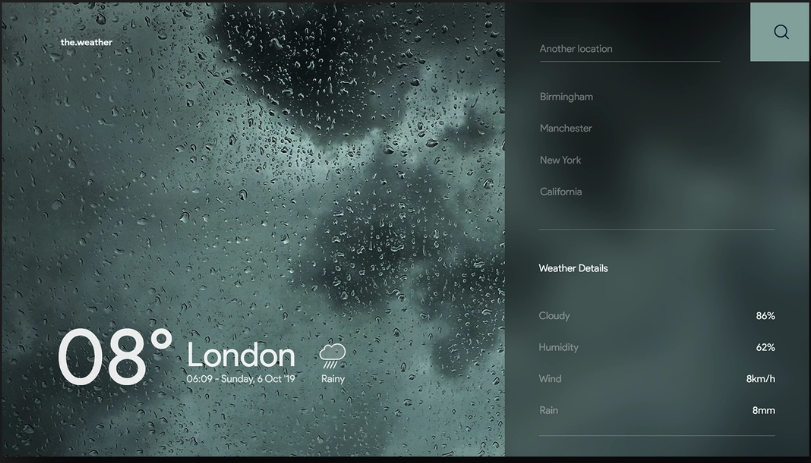 the.weather
08°
London
06:09 - Sunday, 6 Oct '19
Rainy
Another location
Birmingham
Manchester
New York
California
Weather Details
Cloudy 86%
Humidity 62%
Wind 8km/h
Rain 8mm